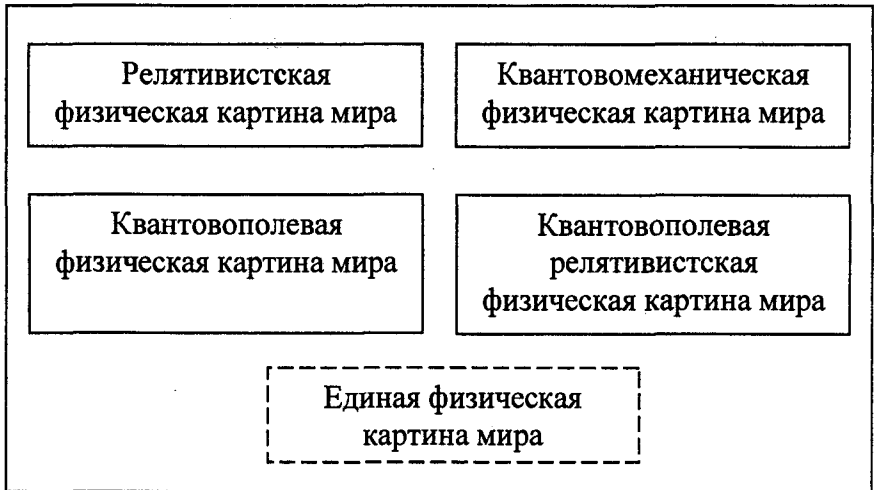 Релятивистская
физическая картина мира
Квантовомеханическая
физическая картина мира
Квантовополевая
физическая картина мира
Квантовополевая
релятивистская
физическая картина мира
Единая физическая
картина мира